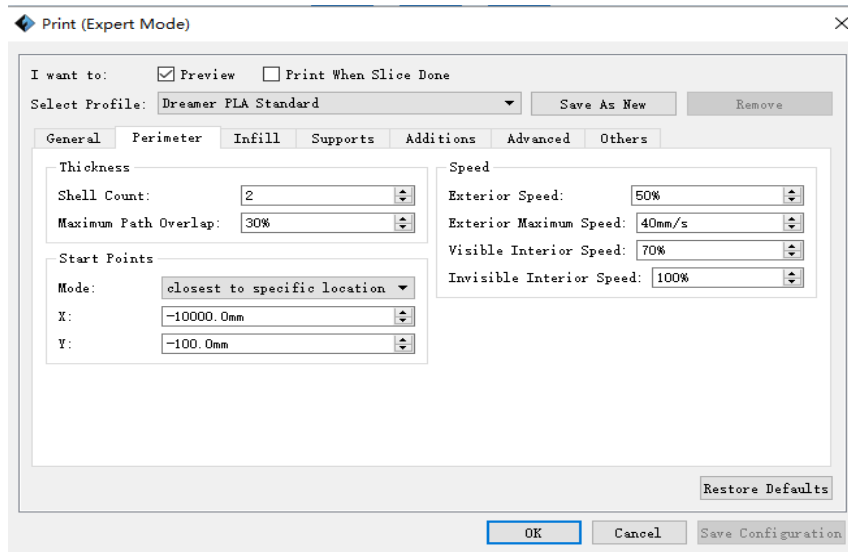 Print (Expert Mode)
I want to: Preview Print When Slice Done
Select Profile: Dreamer PLA Standard Save As New Remove
General Perimeter Infill Supports Additions Advanced Others
Thickness
Shell Count: 2
Maximum Path Overlap: 30%
Start Points
Mode: closest to specific location
X: -10000.0mm
Y: -100.0mm
Speed
Exterior Speed: 50%
Exterior Maximum Speed: 40mm/s
Visible Interior Speed: 70%
Invisible Interior Speed: 100%
Restore Defaults
OK Cancel Save Configuration